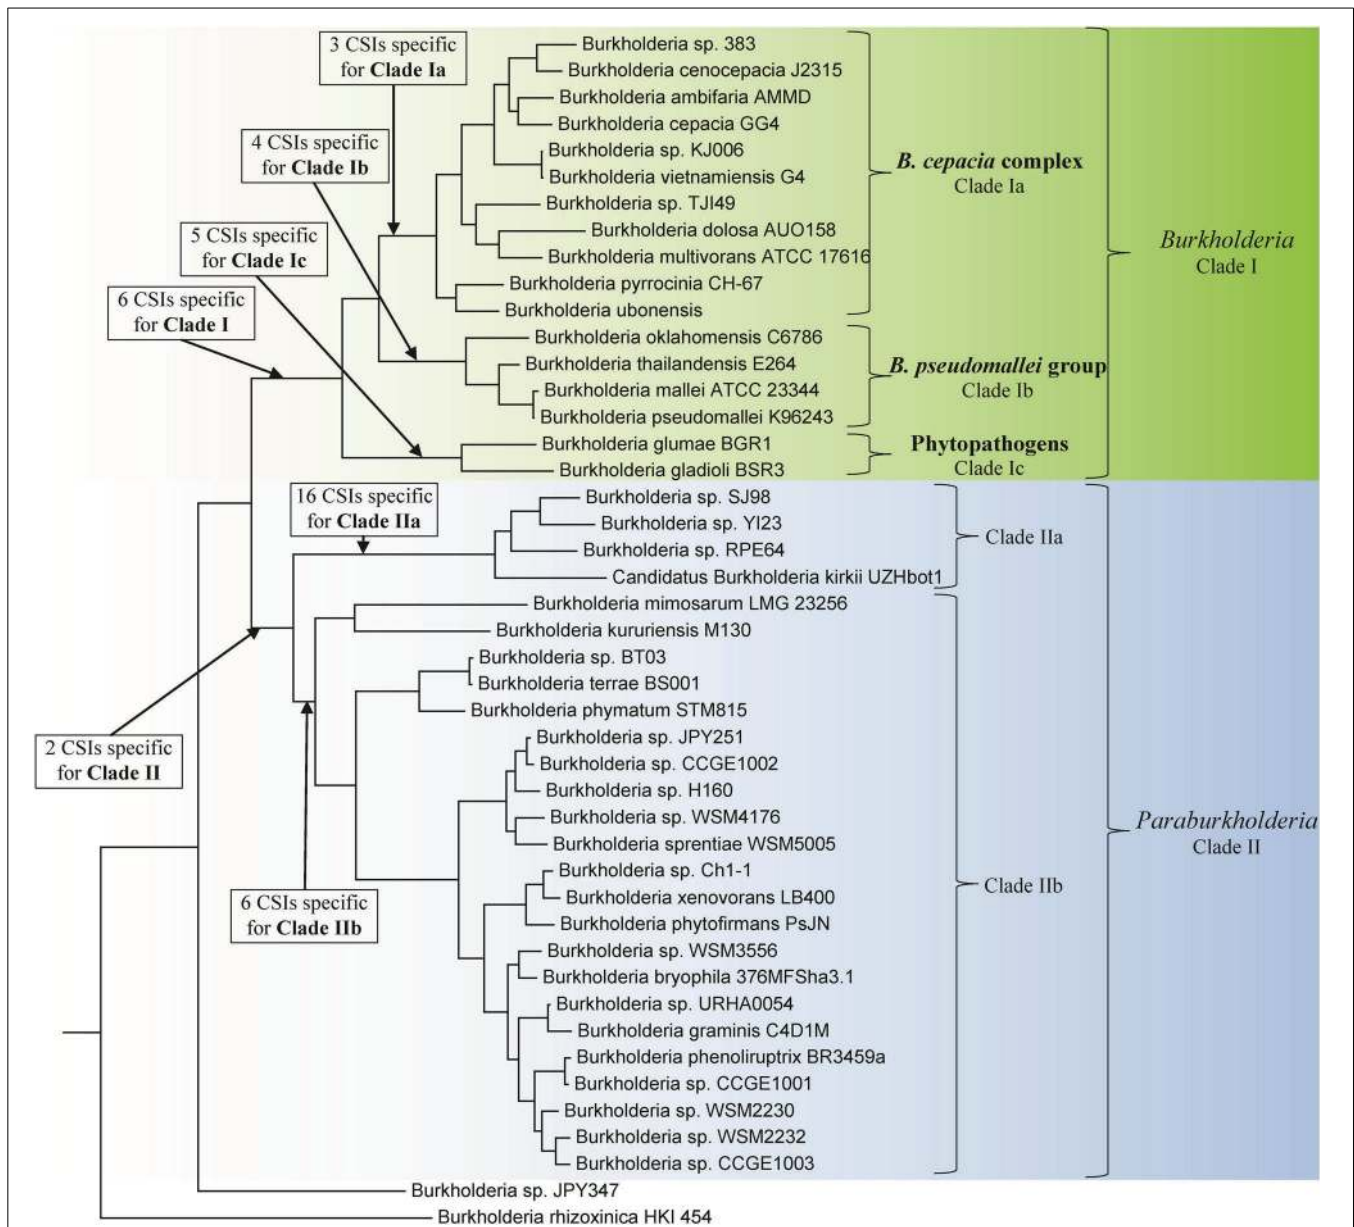 3 CSIs specific
for Clade Ia
4 CSIs specific
for Clade Ib
5 CSIs specific
for Clade Ic
6 CSIs specific
for Clade I
16 CSIs specific
for Clade IIa
2 CSIs specific
for Clade II
6 CSIs specific
for Clade IIb
Burkholderia sp. 383
Burkholderia cenocepacia J2315
Burkholderia ambifaria AMMD
Burkholderia cepacia GG4
Burkholderia sp. KJ006
Burkholderia vietnamiensis G4
Burkholderia sp. TJI49
Burkholderia dolosa AUO158
Burkholderia multivorans ATCC 17616
Burkholderia pyrrocinia CH-67
Burkholderia ubonensis
Burkholderia oklahomensis C6786
Burkholderia thailandensis E264
Burkholderia mallei ATCC 23344
Burkholderia pseudomallei K96243
Burkholderia glumae BGR1
Burkholderia gladioli BSR3
Burkholderia sp. SJ98
Burkholderia sp. YI23
Burkholderia sp. RPE64
Candidatus Burkholderia kirkii UZHbot1
Burkholderia mimosarum LMG 23256
Burkholderia kururiensis M130
Burkholderia sp. BT03
Burkholderia terrae BS001
Burkholderia phymatum STM815
Burkholderia sp. JPY251
Burkholderia sp. CCGE1002
Burkholderia sp. H160
Burkholderia sp. WSM4176
Burkholderia sprentiae WSM5005
Burkholderia sp. Ch1-1
Burkholderia xenovorans LB400
Burkholderia phytofirmans PsJN
Burkholderia sp. WSM3556
Burkholderia bryophila 376MFSha3.1
Burkholderia sp. URHA0054
Burkholderia graminis C4D1M
Burkholderia phenoliruptrix BR3459a
Burkholderia sp. CCGE1001
Burkholderia sp. WSM2230
Burkholderia sp. WSM2232
Burkholderia sp. CCGE1003
Burkholderia sp. JPY347
Burkholderia rhizoxinica HKI 454
B. cepacia complex
Clade Ia
B. pseudomallei group
Clade Ib
Phytopathogens
Clade Ic
Clade IIa
Clade IIb
Burkholderia
Clade I
Paraburkholderia
Clade II